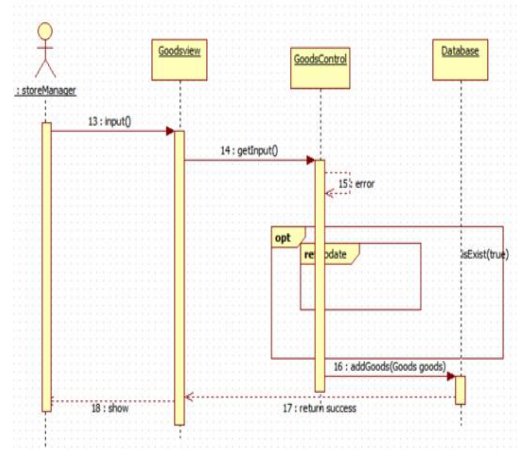 Goodsview
GoodsControl
Database
: storeManager
13 : input()
14 : getInput()
15 : error
opt
isExist(true)
16 : addGoods(Goods goods)
17 : return success
18 : show